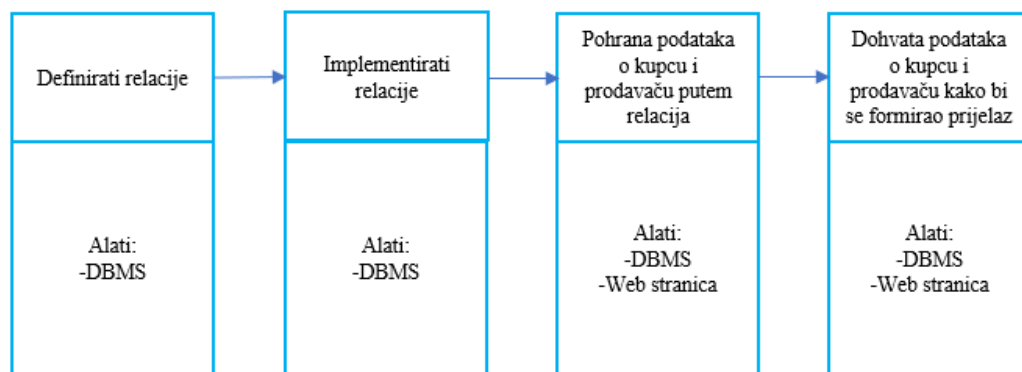 Definirati relacije
Implementirati
relacije
Pohrana podataka
o kupcu i
prodavaču putem
relacija
Dohvata podataka
o kupcu i
prodavaču kako bi
se formirao prijelaz
Alati:
-DBMS
Alati:
-DBMS
Alati:
-DBMS
-Web stranica
Alati:
-DBMS
-Web stranica